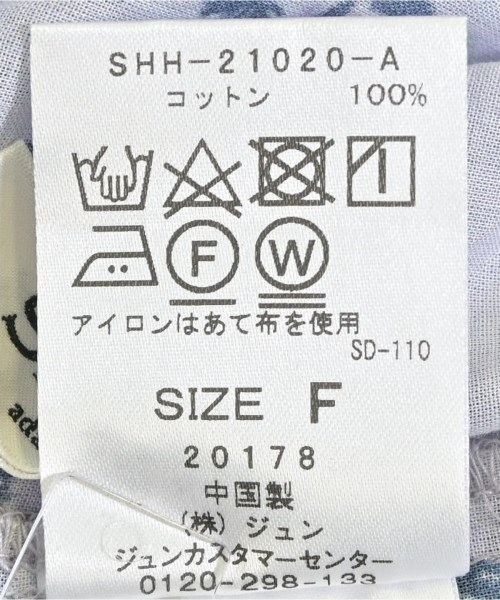 SHH-21020-A
コットン 100%
F W
アイロンはあて布を使用
SD-110
SIZE F
20178
中国製
(株) ジュン
ジュンカスタマーセンター
0120-298-133